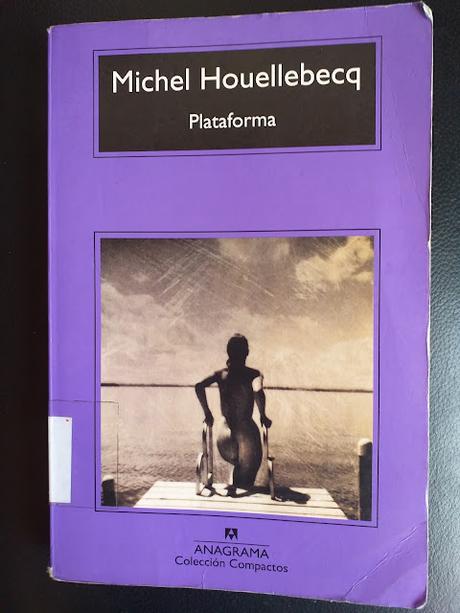 Michel Houellebecq
Plataforma
ANAGRAMA
Colección Compactos